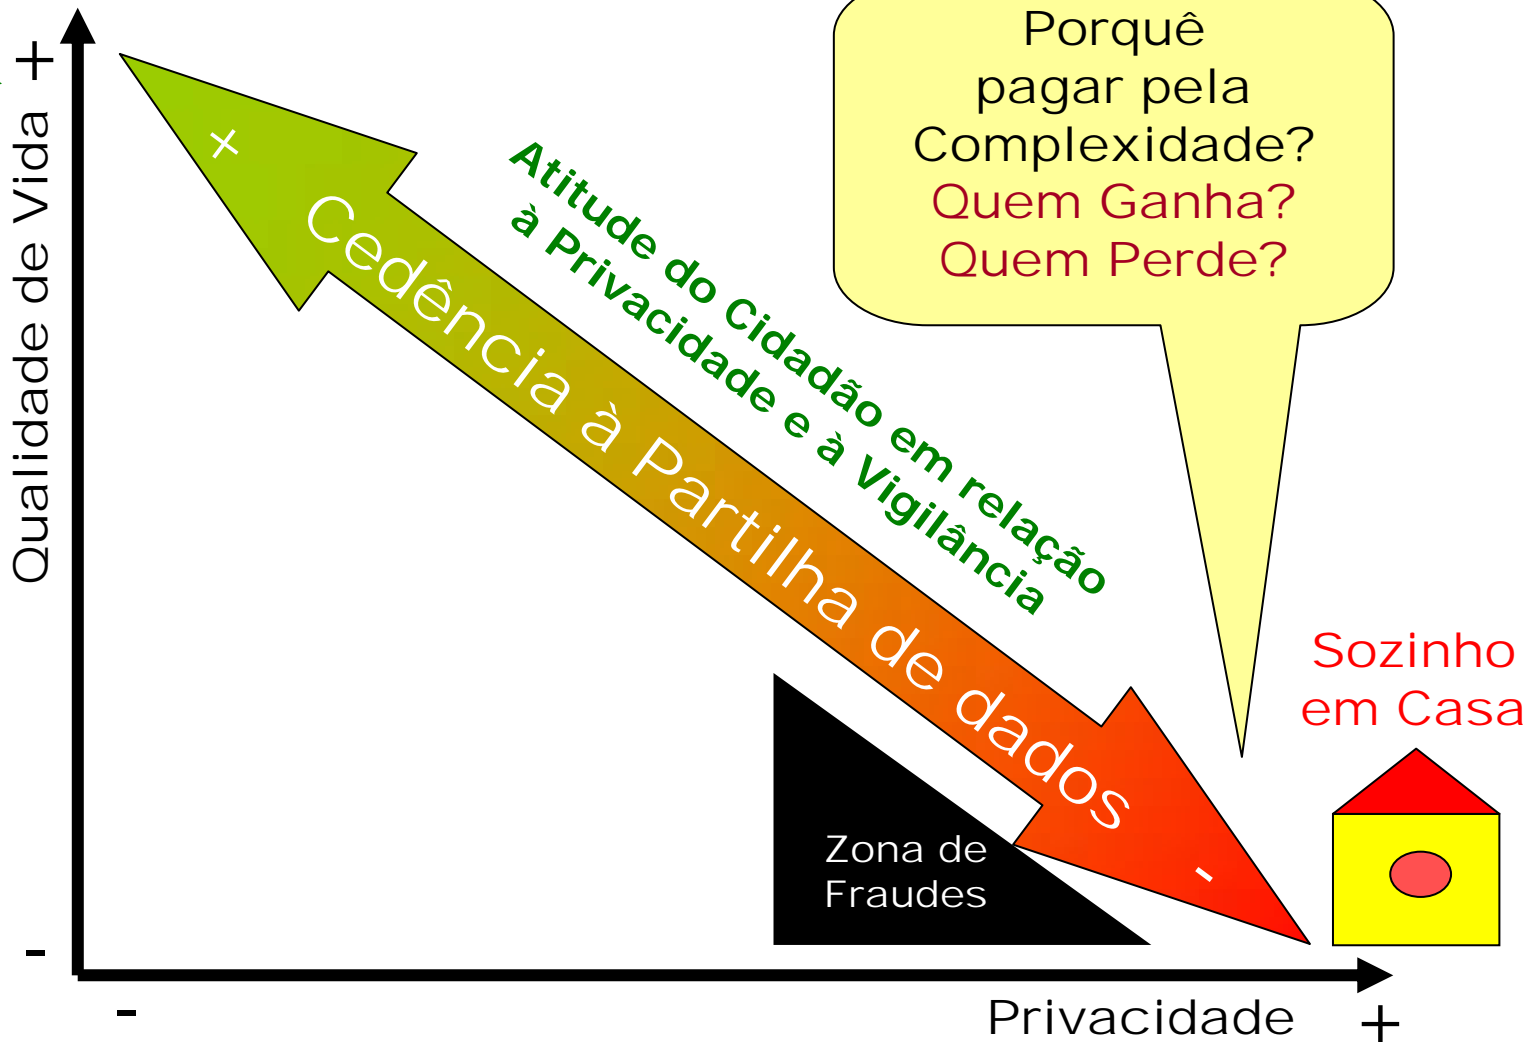 Porquê
pagar pela
Complexidade?
Quem Ganha?
Quem Perde?
+
Qualidade de Vida
-
+
Cedência à Partilha de dados
-
Atitude do Cidadão em relação
à Privacidade e à Vigilância
Sozinho
em Casa
Zona de
Fraudes
-
Privacidade
+